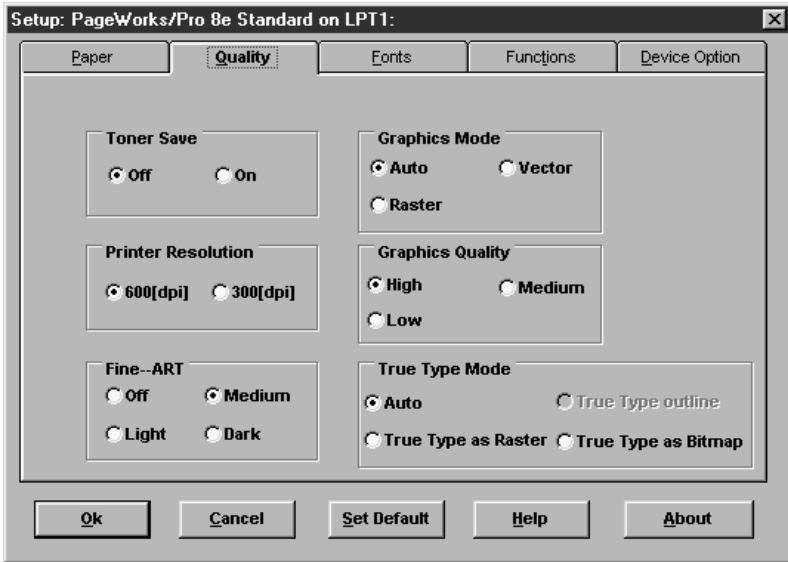 Setup: PageWorks/Pro 8e Standard on LPT1:
Paper
Quality
Fonts
Functions
Device Option
Toner Save
Off
On
Graphics Mode
Auto
Vector
Raster
Printer Resolution
600[dpi]
300[dpi]
Graphics Quality
High
Medium
Low
Fine--ART
Off
Medium
Light
Dark
True Type Mode
Auto
True Type outline
True Type as Raster
True Type as Bitmap
Ok
Cancel
Set Default
Help
About